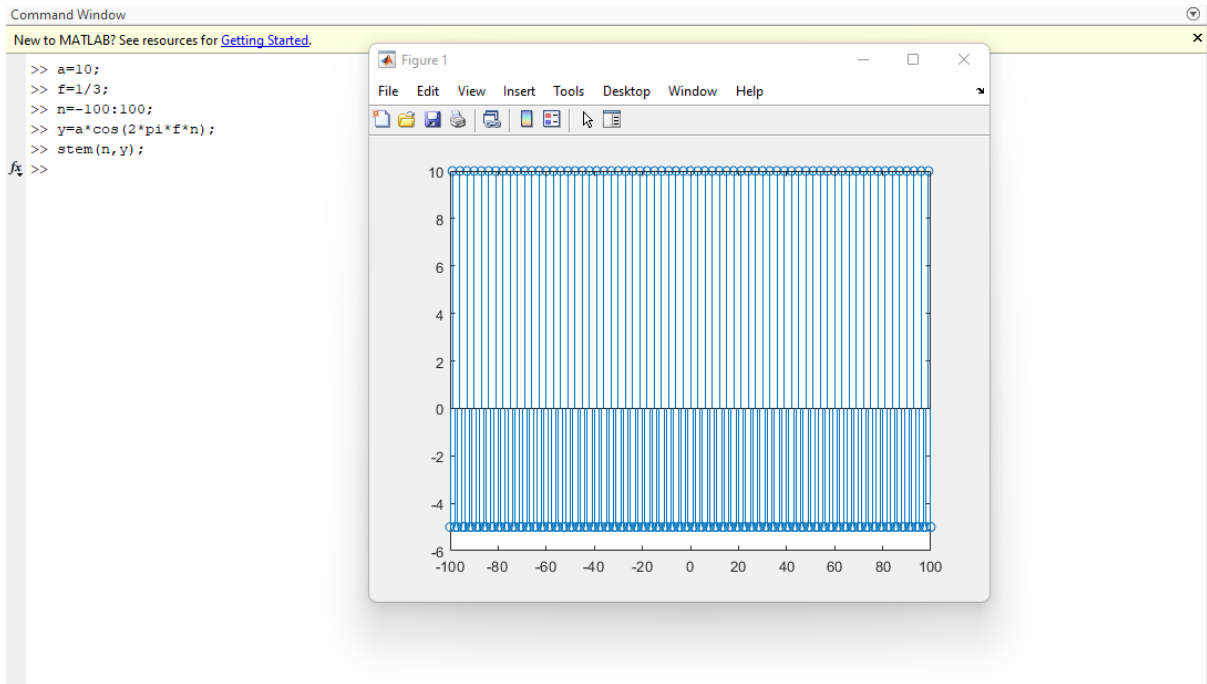 Command Window
New to MATLAB? See resources for Getting Started.
>> a=10;
>> f=1/3;
>> n=-100:100;
>> y=a*cos(2*pi*f*n);
>> stem(n,y);
fx >>
Figure 1
File Edit View Insert Tools Desktop Window Help
10
8
6
4
2
0
-2
-4
-6
-100 -80 -60 -40 -20 0 20 40 60 80 100